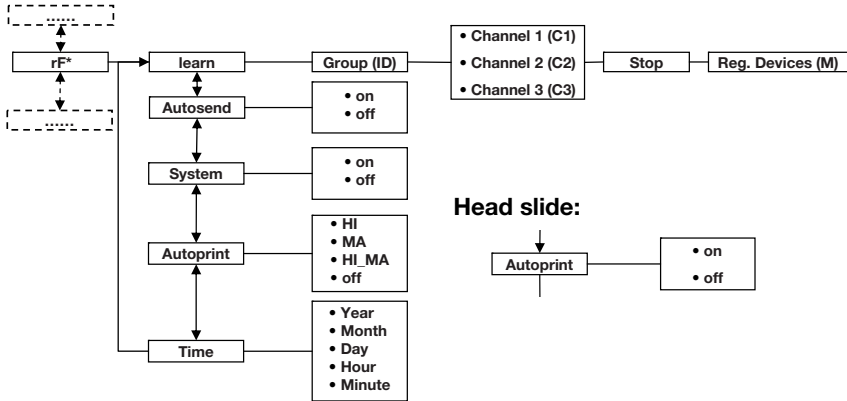 ......
rF*
......
learn
Group (ID)
• Channel 1 (C1)
• Channel 2 (C2)
• Channel 3 (C3)
Stop
Reg. Devices (M)
Autosend
• on
• off
System
• on
• off
Autoprint
• HI
• MA
• HI_MA
• off
Time
• Year
• Month
• Day
• Hour
• Minute
Head slide:
Autoprint
• on
• off